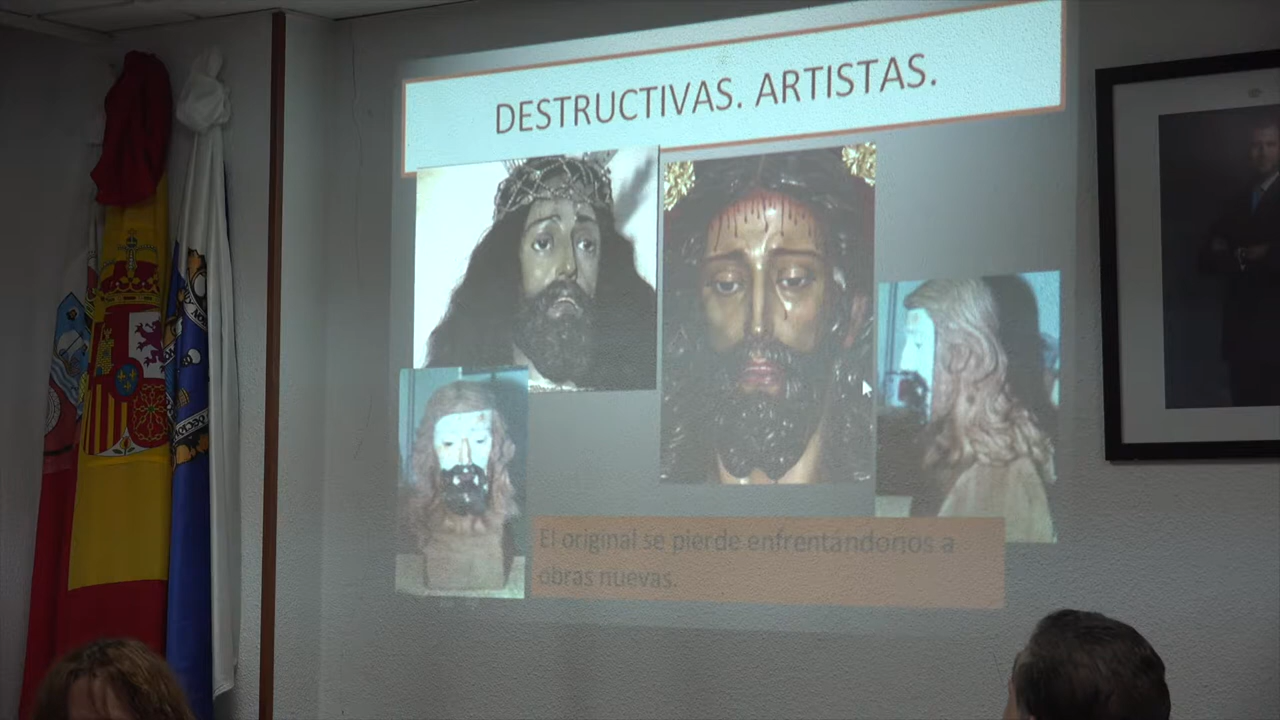 DESTRUCTIVAS. ARTISTAS.
El original se pierde enfrentándonos a
obras nuevas.